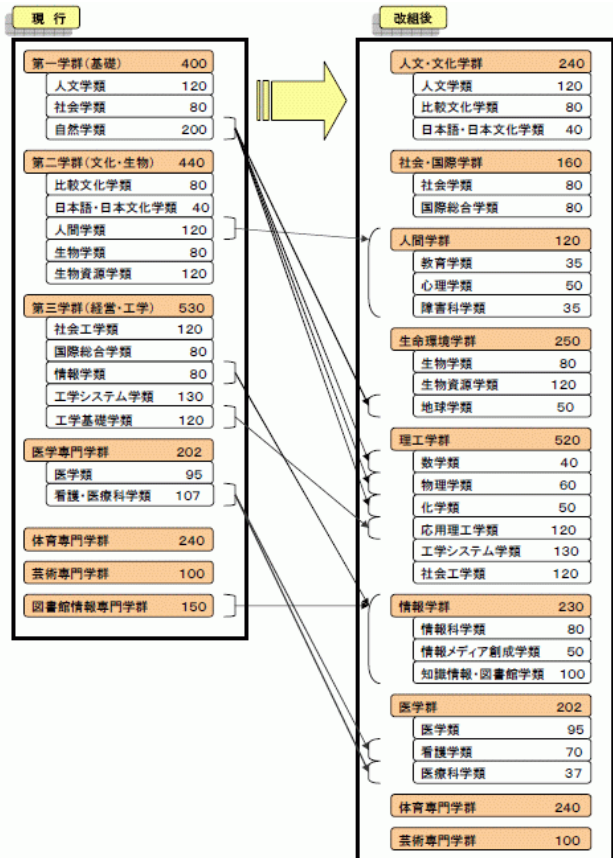 現 行
第一学群(基礎) 400
人文学類 120
社会学類 80
自然学類 200
第二学群(文化・生物) 440
比較文化学類 80
日本語・日本文化学類 40
人間学類 120
生物学類 80
生物資源学類 120
第三学群(経営・工学) 530
社会工学類 120
国際総合学類 80
情報学類 80
工学システム学類 130
工学基礎学類 120
医学専門学群 202
医学類 95
看護・医療科学類 107
体育専門学群 240
芸術専門学群 100
図書館情報専門学群 150
改組後
人文・文化学群 240
人文学類 120
比較文化学類 80
日本語・日本文化学類 40
社会・国際学群 160
社会学類 80
国際総合学類 80
人間学群 120
教育学類 35
心理学類 50
障害科学類 35
生命環境学群 250
生物学類 80
生物資源学類 120
地球学類 50
理工学群 520
数学類 40
物理学類 60
化学類 50
応用理工学類 120
工学システム学類 130
社会工学類 120
情報学群 230
情報科学類 80
情報メディア創成学類 50
知識情報・図書館学類 100
医学群 202
医学類 95
看護学類 70
医療科学類 37
体育専門学群 240
芸術専門学群 100